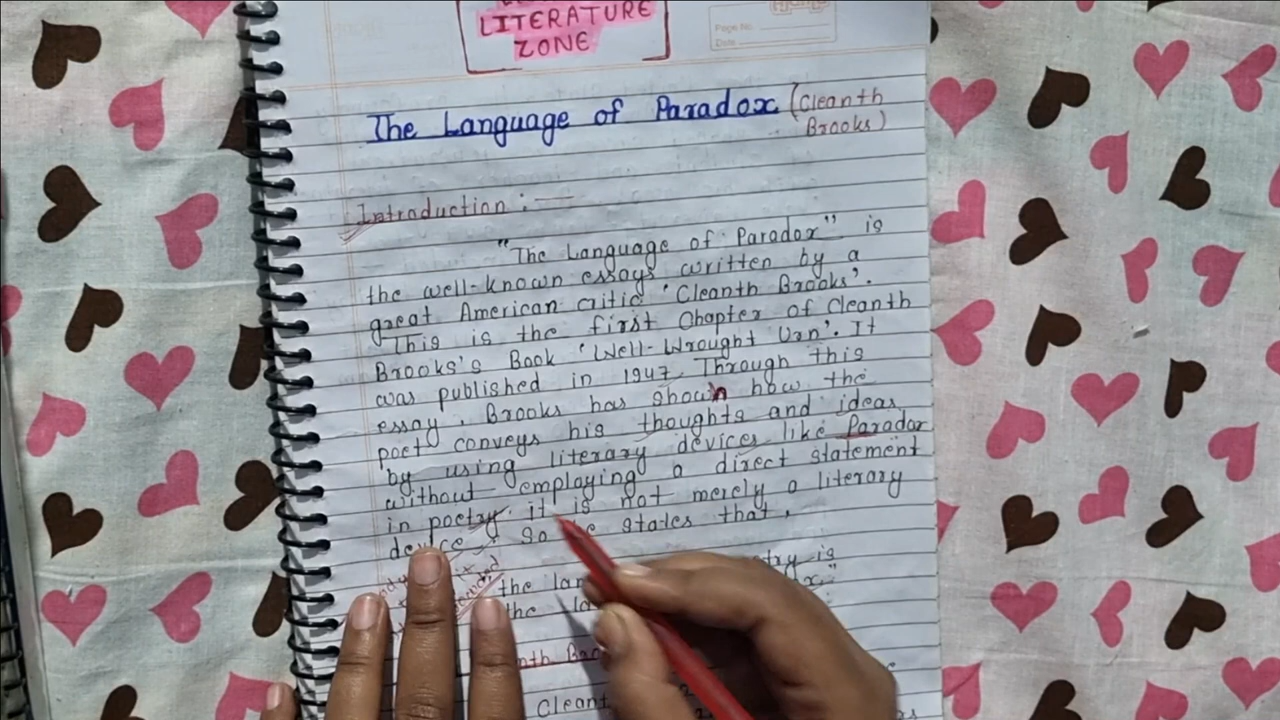 LITERATURE
ZONE
Page No.
Date
The Language of Paradox (Cleanth
Brooks)
Introduction : —
"The Language of Paradox" is
the well-known essays written by a
great American critic 'Cleanth Brooks'.
This is the first Chapter of Cleanth
Brooks's Book 'Well-Wrought Urn'. It
was published in 1947. Through this
essay, Brooks has shown how the
poet conveys his thoughts and ideas
by using literary devices like Paradox
without employing a direct statement
in poetry. it is not merely a literary
device, so states that,
the is
the
Cleant